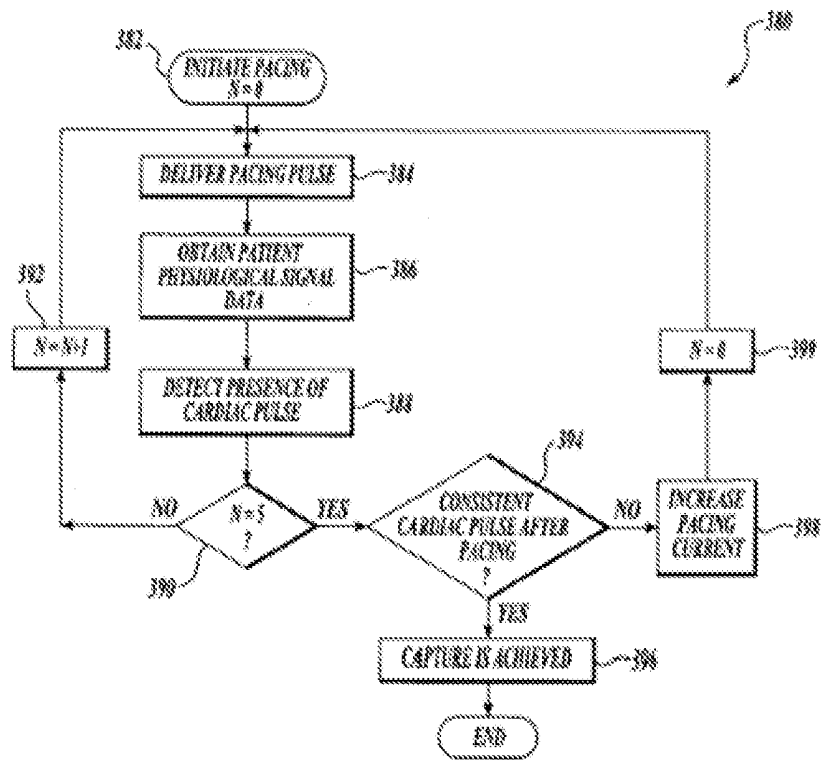 380
382
INITIATE PACING
N = 0
DELIVER PACING PULSE
384
OBTAIN PATIENT
PHYSIOLOGICAL SIGNAL
DATA
386
392
N = N+1
N = 0
399
DETECT PRESENCE OF
CARDIAC PULSE
388
NO
N = 5
?
YES
390
394
CONSISTENT
CARDIAC PULSE AFTER
PACING
?
NO
INCREASE
PACING
CURRENT
398
YES
CAPTURE IS ACHIEVED
396
END